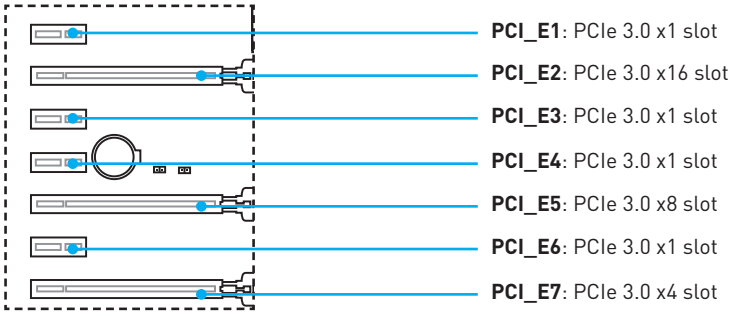 PCI_E1: PCIe 3.0 x1 slot
PCI_E2: PCIe 3.0 x16 slot
PCI_E3: PCIe 3.0 x1 slot
PCI_E4: PCIe 3.0 x1 slot
PCI_E5: PCIe 3.0 x8 slot
PCI_E6: PCIe 3.0 x1 slot
PCI_E7: PCIe 3.0 x4 slot